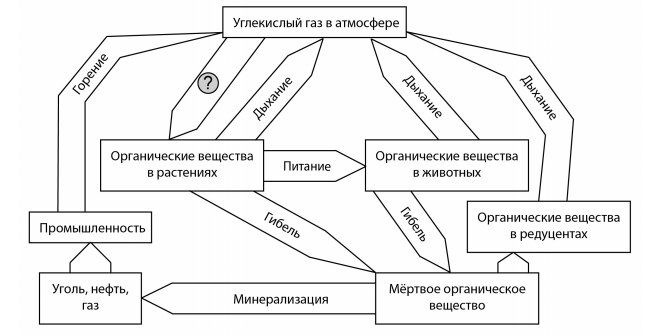 Углекислый газ в атмосфере
Горение
?
Дыхание
Дыхание
Дыхание
Органические вещества
в растениях
Питание
Органические вещества
в животных
Промышленность
Гибель
Гибель
Органические вещества
в редуцентах
Уголь, нефть,
газ
Минерализация
Мёртвое органическое
вещество